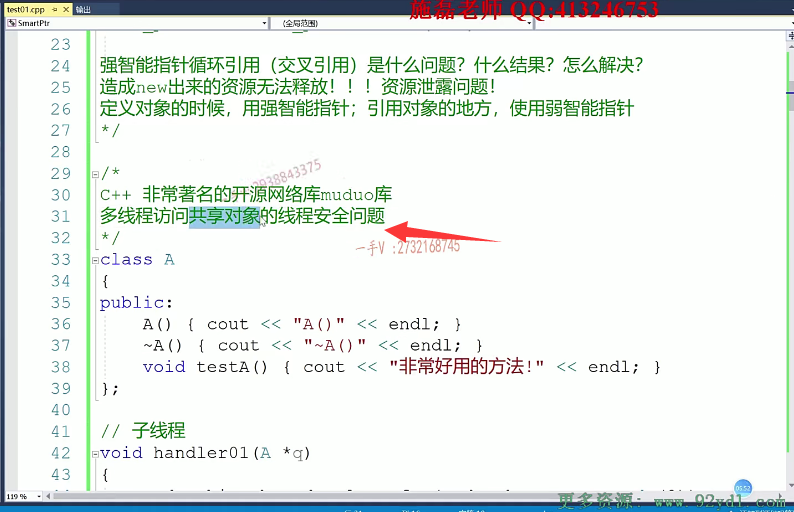 施磊老师 QQ:413246753
test01.cpp 输出
SmartPtr (全局范围)
23
24 强智能指针循环引用（交叉引用）是什么问题？什么结果？怎么解决？
25 造成new出来的资源无法释放！！！资源泄露问题！
26 定义对象的时候，用强智能指针；引用对象的地方，使用弱智能指针
27 */
28
29 /*
30 C++ 非常著名的开源网络库muduo库
31 多线程访问共享对象的线程安全问题
32 */
一手V :2732168745
33 class A
34 {
35 public:
36 A() { cout << "A()" << endl; }
37 ~A() { cout << "~A()" << endl; }
38 void testA() { cout << "非常好用的方法!" << endl; }
39 };
40
41 // 子线程
42 void handler01(A *q)
43 {
05:52
119 %
更多资源：www.92ydl.com